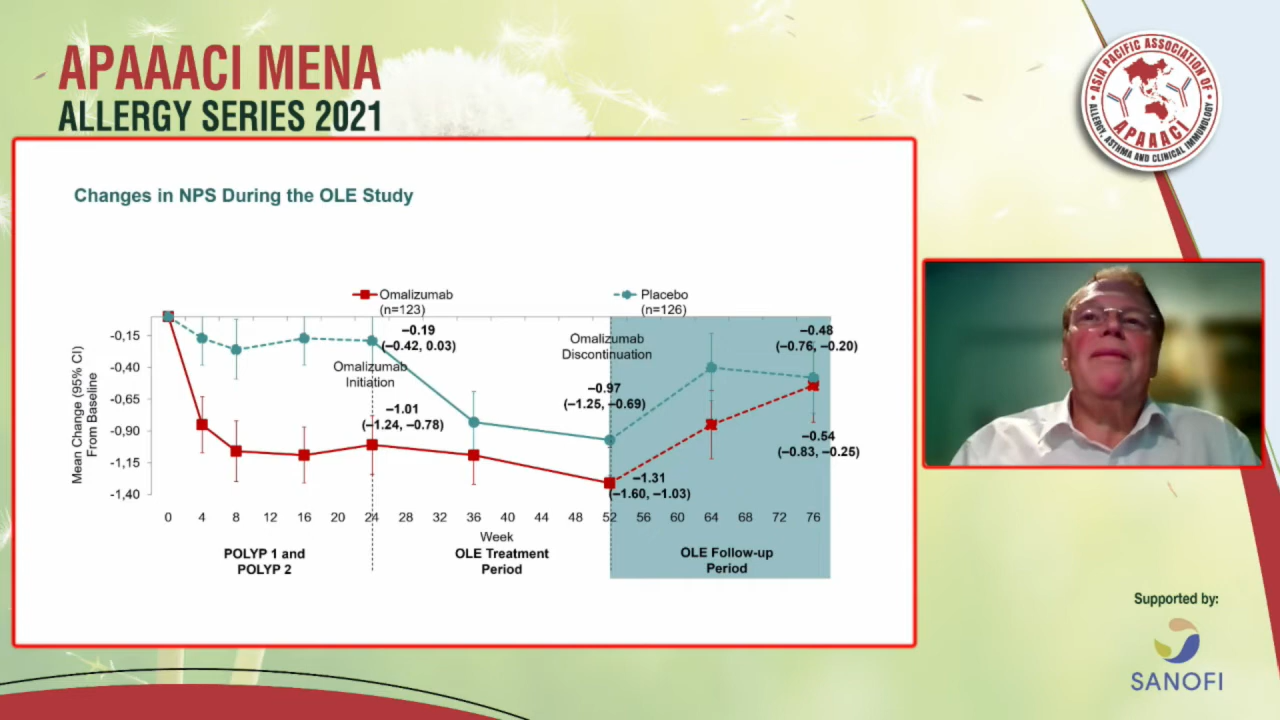 APAAACI MENA
ALLERGY SERIES 2021
ASIA PACIFIC ASSOCIATION OF
ALLERGY, ASTHMA AND CLINICAL IMMUNOLOGY
APAAACI
Changes in NPS During the OLE Study
Omalizumab
(n=123)
Placebo
(n=126)
Mean Change (95% CI)
From Baseline
-0,15
-0,40
-0,65
-0,90
-1,15
-1,40
–0.19
(–0.42, 0.03)
Omalizumab
Initiation
–1.01
(–1.24, –0.78)
Omalizumab
Discontinuation
–0.97
(–1.25, –0.69)
–1.31
(–1.60, –1.03)
–0.48
(–0.76, –0.20)
–0.54
(–0.83, –0.25)
0 4 8 12 16 20 24 28 32 36 40 44 48 52 56 60 64 68 72 76
Week
POLYP 1 and
POLYP 2
OLE Treatment
Period
OLE Follow-up
Period
Supported by:
SANOFI